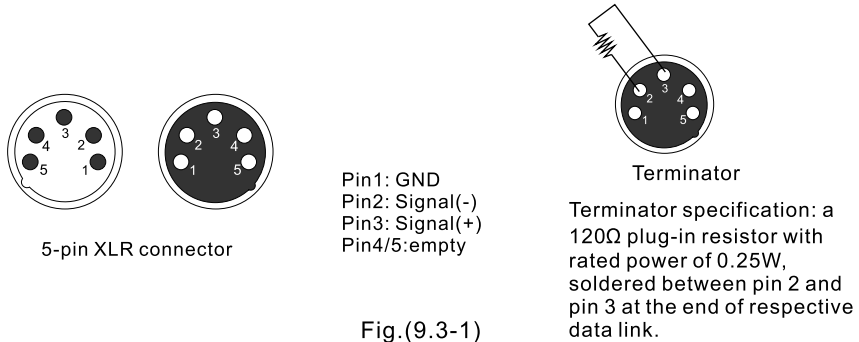 3
4
2
5
1
3
2
4
1
5
5-pin XLR connector
Pin1: GND
Pin2: Signal(-)
Pin3: Signal(+)
Pin4/5:empty
Fig.(9.3-1)
3
2
4
1
5
Terminator
Terminator specification: a
120Ω plug-in resistor with
rated power of 0.25W,
soldered between pin 2 and
pin 3 at the end of respective
data link.